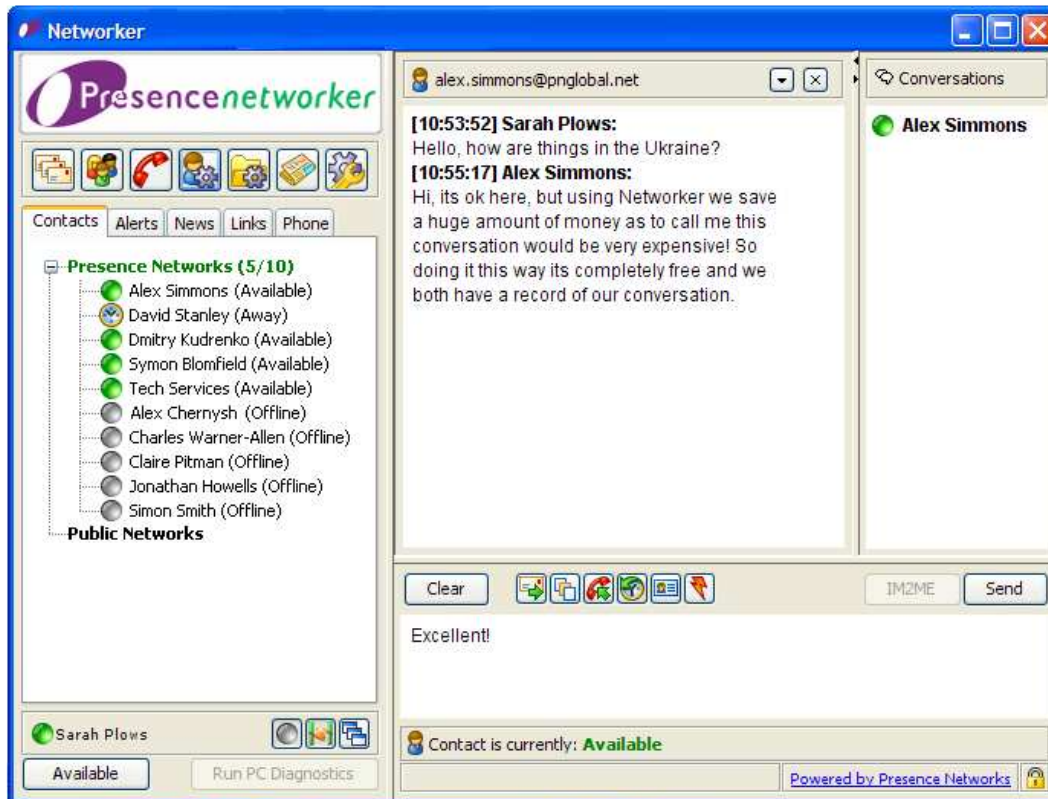 Networker
Presencenetworker
Contacts Alerts News Links Phone
Presence Networks (5/10)
Alex Simmons (Available)
David Stanley (Away)
Dmitry Kudrenko (Available)
Symon Blomfield (Available)
Tech Services (Available)
Alex Chernysh (Offline)
Charles Warner-Allen (Offline)
Claire Pitman (Offline)
Jonathan Howells (Offline)
Simon Smith (Offline)
Public Networks
Sarah Plows
Available Run PC Diagnostics
alex.simmons@pnglobal.net
[10:53:52] Sarah Plows:
Hello, how are things in the Ukraine?
[10:55:17] Alex Simmons:
Hi, its ok here, but using Networker we save
a huge amount of money as to call me this
conversation would be very expensive! So
doing it this way its completely free and we
both have a record of our conversation.
Conversations
Alex Simmons
Clear IM2ME Send
Excellent!
Contact is currently: Available
Powered by Presence Networks